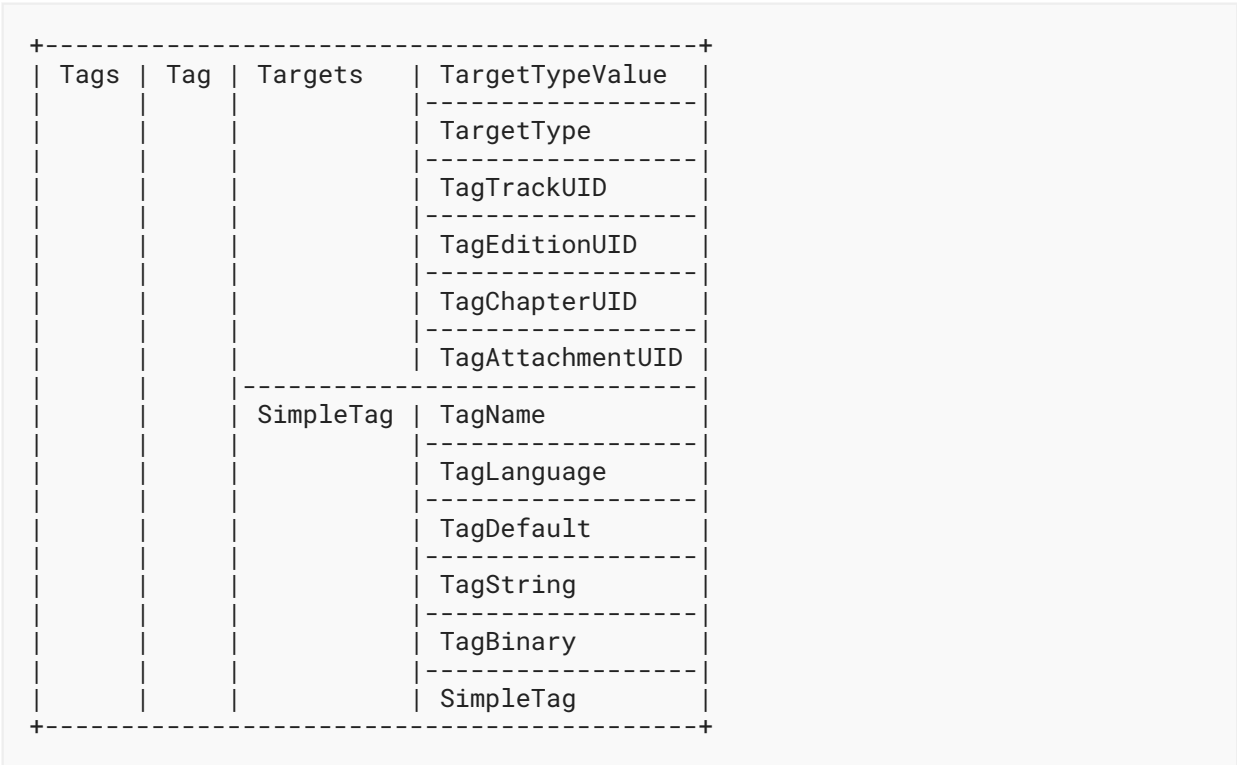 +-------------------------------------------+
| Tags | Tag | Targets   | TargetTypeValue  |
|      |     |           |------------------|
|      |     |           | TargetType       |
|      |     |           |------------------|
|      |     |           | TagTrackUID      |
|      |     |           |------------------|
|      |     |           | TagEditionUID    |
|      |     |           |------------------|
|      |     |           | TagChapterUID    |
|      |     |           |------------------|
|      |     |           | TagAttachmentUID |
|      |     |------------------------------|
|      |     | SimpleTag | TagName          |
|      |     |           |------------------|
|      |     |           | TagLanguage      |
|      |     |           |------------------|
|      |     |           | TagDefault       |
|      |     |           |------------------|
|      |     |           | TagString        |
|      |     |           |------------------|
|      |     |           | TagBinary        |
|      |     |           |------------------|
|      |     |           | SimpleTag        |
+-------------------------------------------+